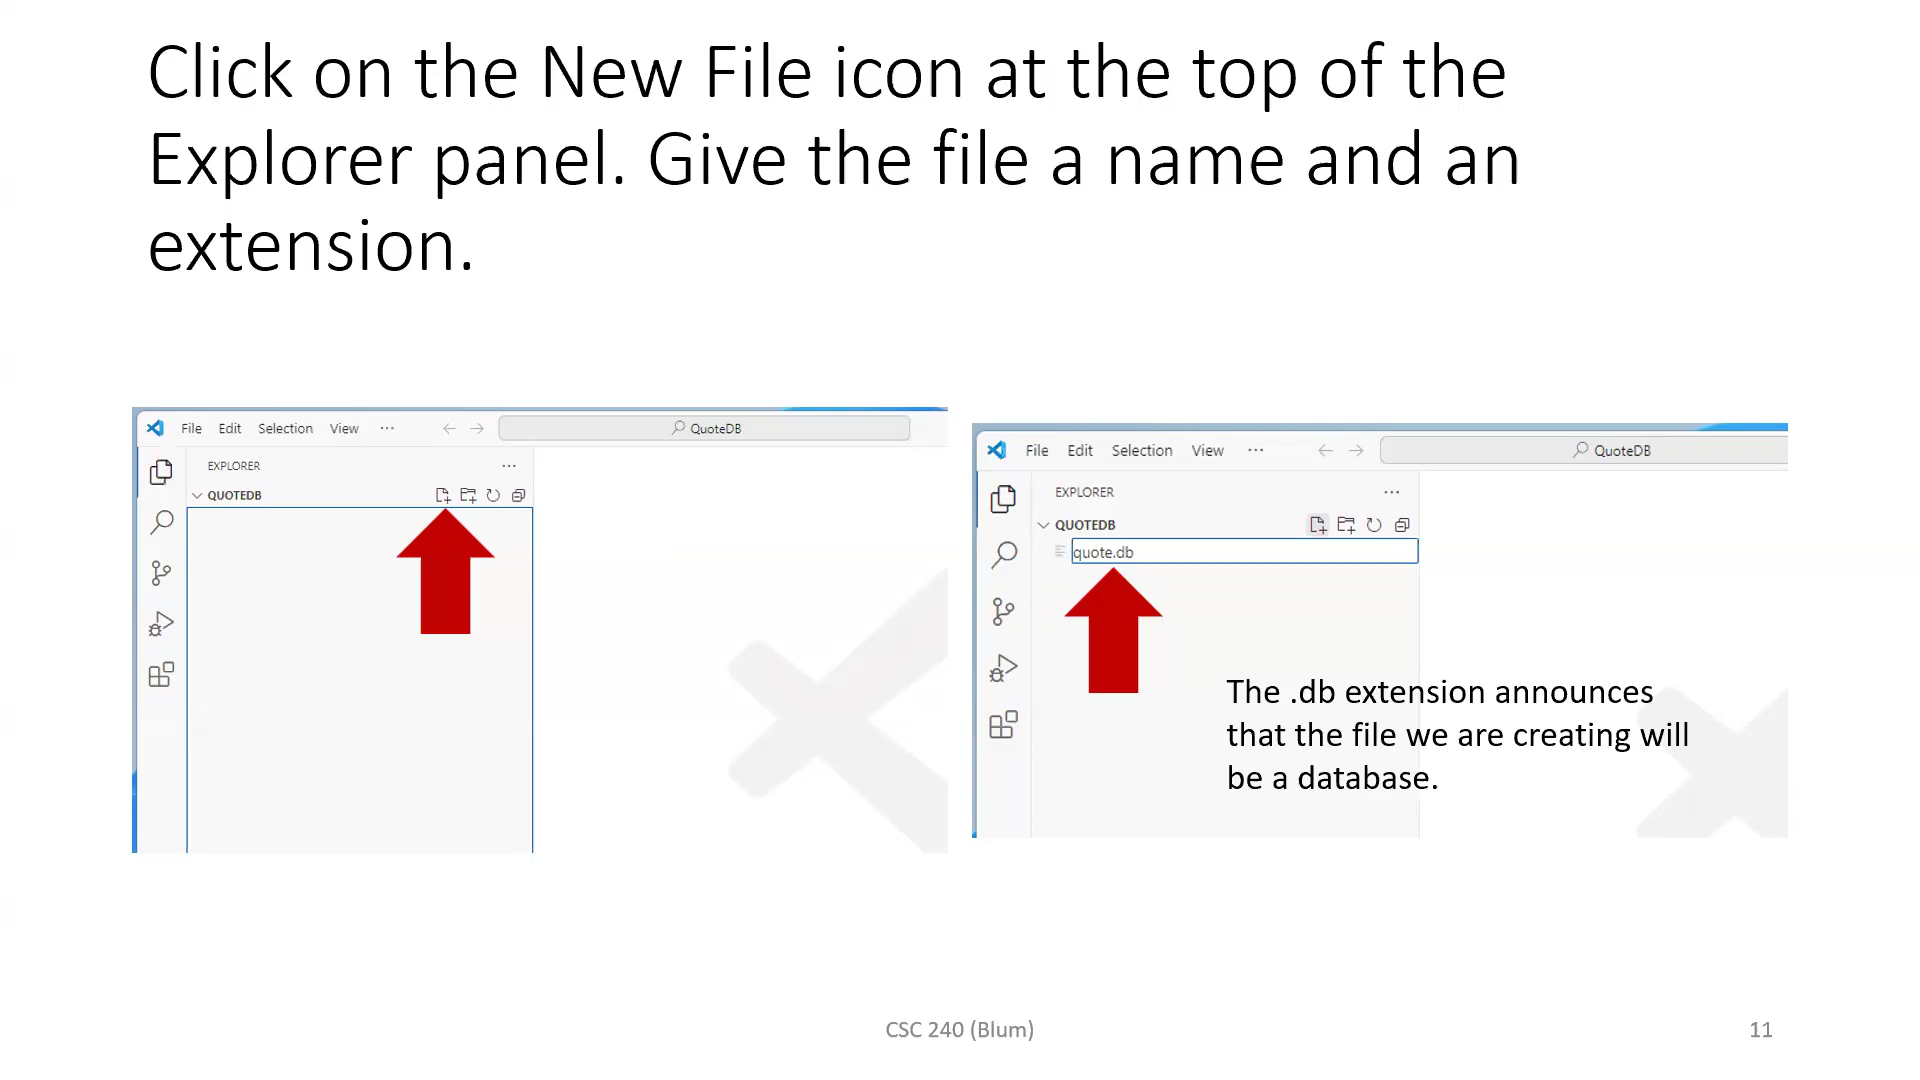 Click on the New File icon at the top of the
Explorer panel. Give the file a name and an
extension.
File Edit Selection View ··· QuoteDB
EXPLORER ···
QUOTEDB
File Edit Selection View ··· QuoteDB
EXPLORER ···
QUOTEDB
quote.db
The .db extension announces
that the file we are creating will
be a database.
CSC 240 (Blum)
11